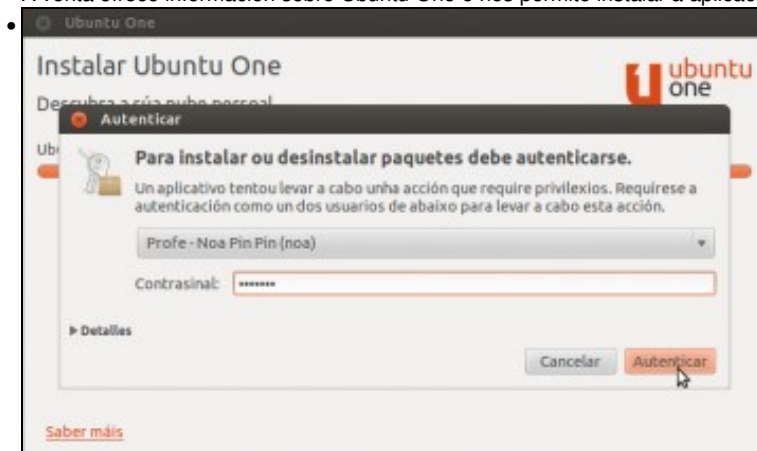 Ubuntu One
Instalar Ubuntu One
ubuntu
one
Autenticar
Para instalar ou desinstalar paquetes debe autenticarse.
Un aplicativo tentou levar a cabo unha acción que require privilexios. Requírese a
autenticación como un dos usuarios de abaixo para levar a cabo esta acción.
Profe - Noa Pin Pin (noa)
Contrasinal:
Detalles
Cancelar Autenticar
Saber máis